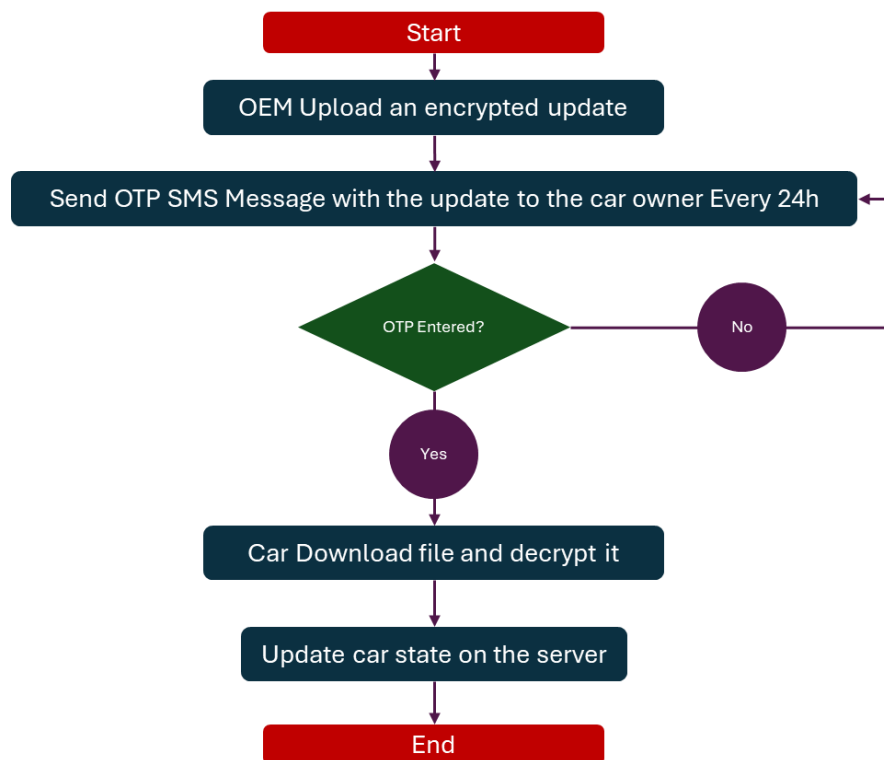 Start
OEM Upload an encrypted update
Send OTP SMS Message with the update to the car owner Every 24h
OTP Entered?
No
Yes
Car Download file and decrypt it
Update car state on the server
End